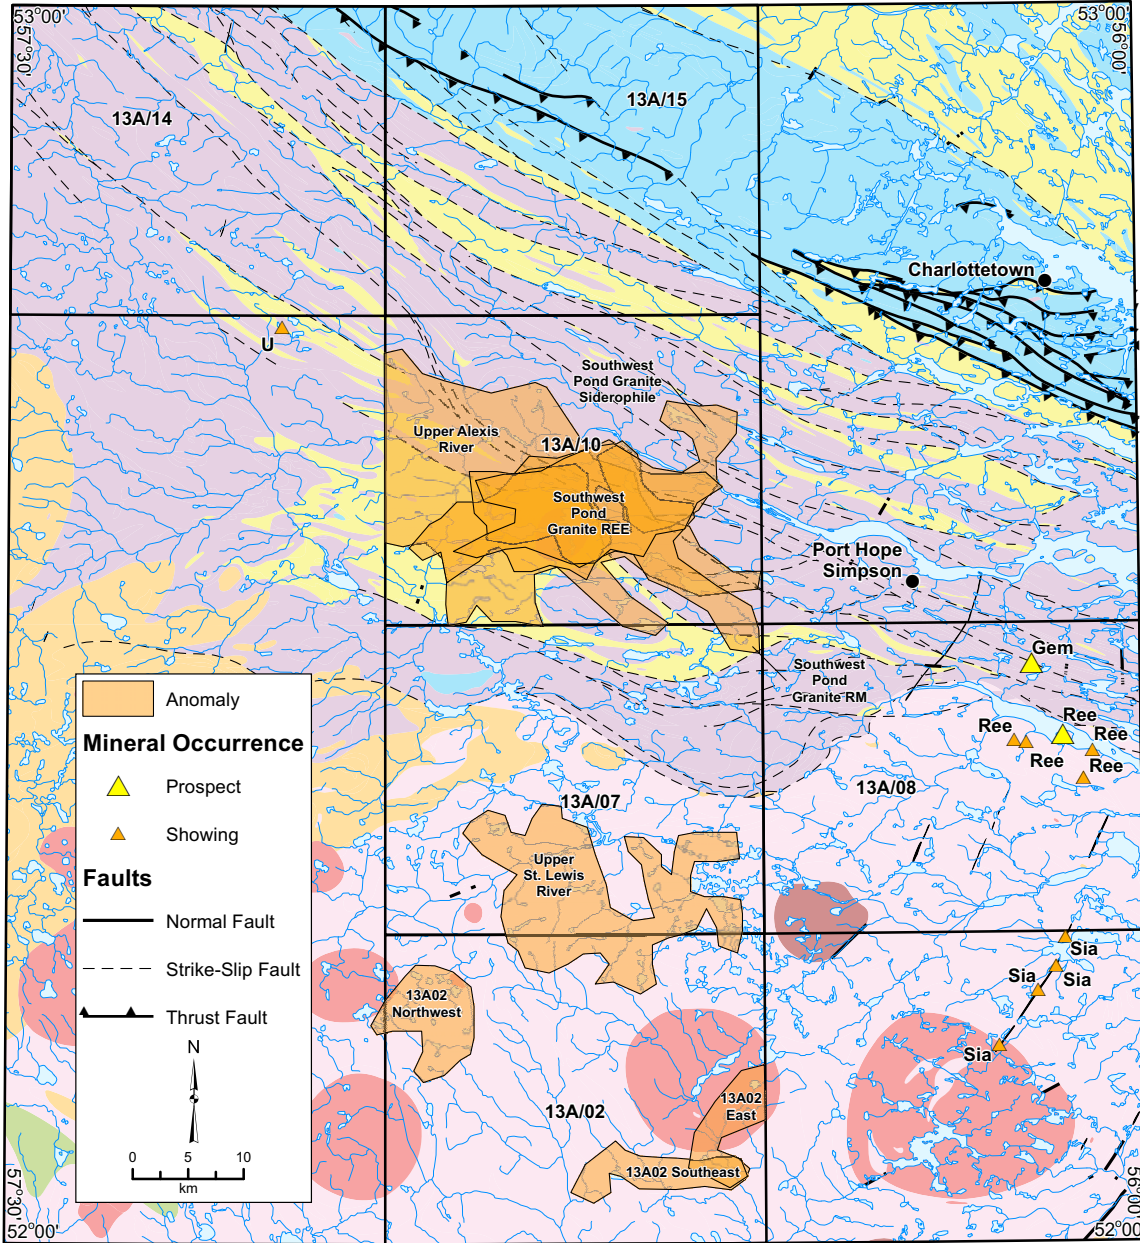 53°00'
57°30'
53°00'
56°00'
13A/14
13A/15
Charlottetown
U
Southwest
Pond Granite
Siderophile
Upper Alexis
River
13A/10
Southwest
Pond
Granite REE
Port Hope
Simpson
Gem
Southwest
Pond
Granite RM
Ree
Ree
Ree
Ree
Ree
13A/07
13A/08
Upper
St. Lewis
River
Anomaly
Mineral Occurrence
Prospect
Showing
Faults
Normal Fault
Strike-Slip Fault
Thrust Fault
N
0 5 10
km
Sia
Sia
Sia
Sia
13A02
Northwest
13A/02
13A02
East
13A02 Southeast
57°30'
52°00'
56°00'
52°00'